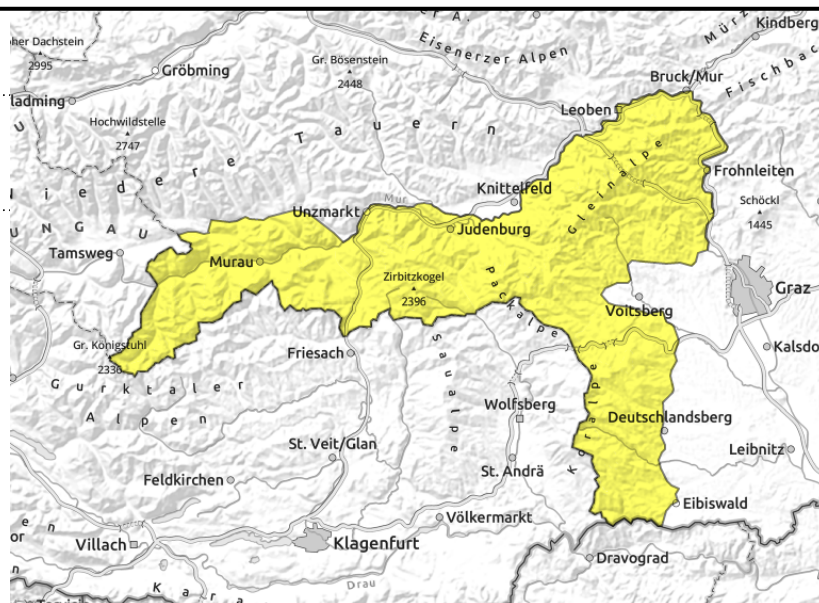 Kindberg
Eisenerzer Alpen
Gr. Bösenstein
2448
2995
Gröbming
Bruck/Mur
Leoben
Hochwildstelle
2747
Niedere Tauern
Gleinalpe
Frohnleiten
Schöckl
1445
Knittelfeld
Mur
Unzmarkt
Judenburg
Tamsweg
Murau
Zirbitzkogel
2396
Packalpe
Graz
Voitsberg
Gr. Königstuhl
2336
Friesach
Kalsdo
Gurktaler
Alpen
Saualpe
Wolfsberg
Koralpe
Deutschlandsberg
Leibnitz
St. Veit/Glan
St. Andrä
Feldkirchen
Eibiswald
Völkermarkt
Villach
Klagenfurt
Dravograd
Drau